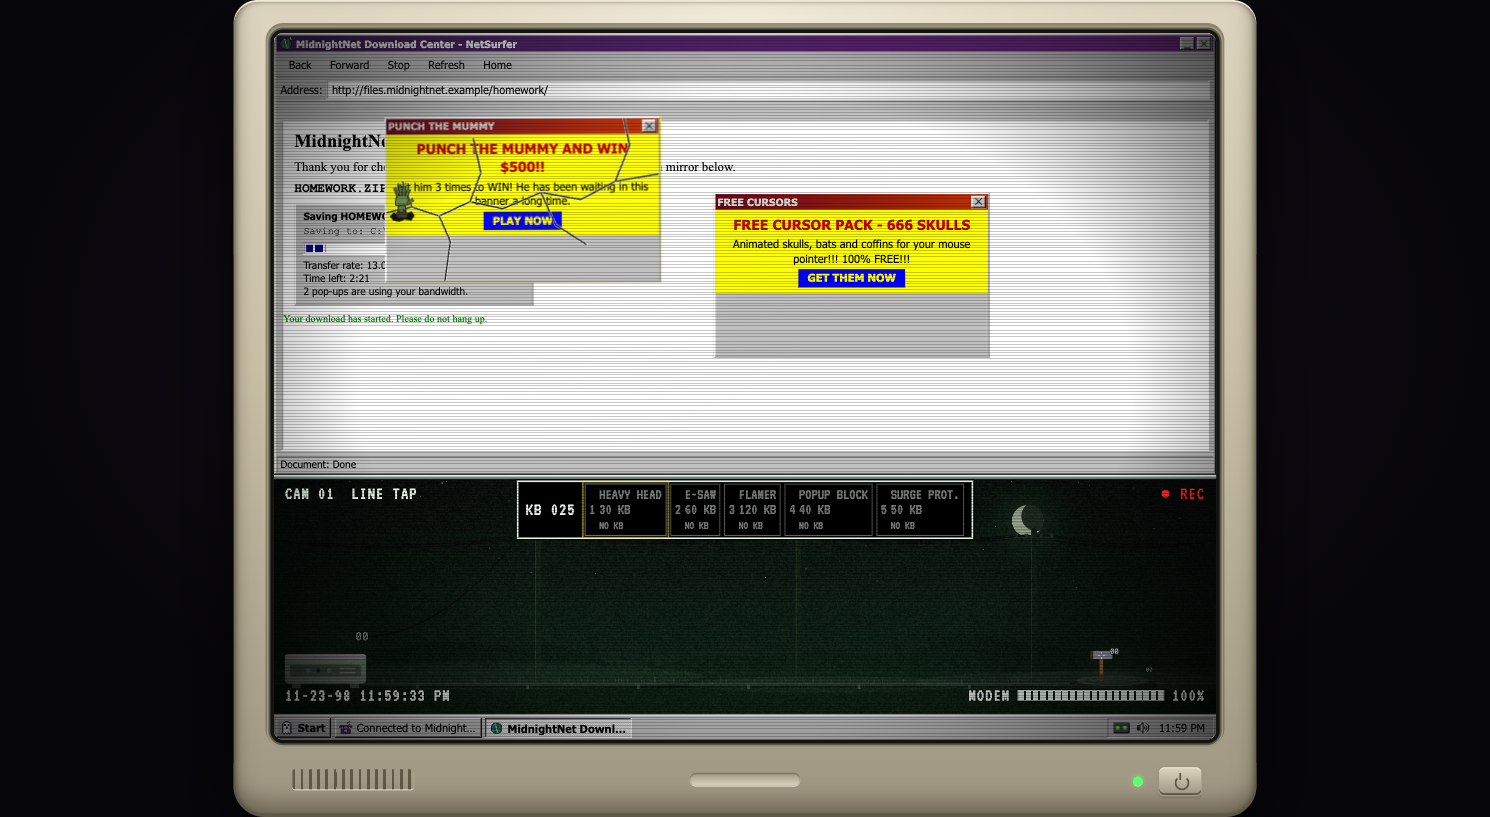 MidnightNet Download Center - NetSurfer
Back Forward Stop Refresh Home
Address: http://files.midnightnet.example/homework/
MidnightNe
Thank you for ch mirror below.
HOMEWORK.ZIP
Saving HOMEWO
Saving to: C:\
Transfer rate: 13.0
Time left: 2:21
2 pop-ups are using your bandwidth.
Your download has started. Please do not hang up.
PUNCH THE MUMMY
PUNCH THE MUMMY AND WIN
$500!!
him 3 times to WIN! He has been waiting in this
banner a long time.
PLAY NOW
FREE CURSORS
FREE CURSOR PACK - 666 SKULLS
Animated skulls, bats and coffins for your mouse
pointer!!! 100% FREE!!!
GET THEM NOW
Document: Done
CAM 01 LINE TAP
KB 025
HEAVY HEAD
1 30 KB
NO KB
E-SAW
2 60 KB
NO KB
FLAMER
3 120 KB
NO KB
POPUP BLOCK
4 40 KB
NO KB
SURGE PROT.
5 50 KB
NO KB
REC
00
00
11-23-98 11:59:33 PM
MODEM 100%
Start
Connected to Midnight...
MidnightNet Downl...
11:59 PM